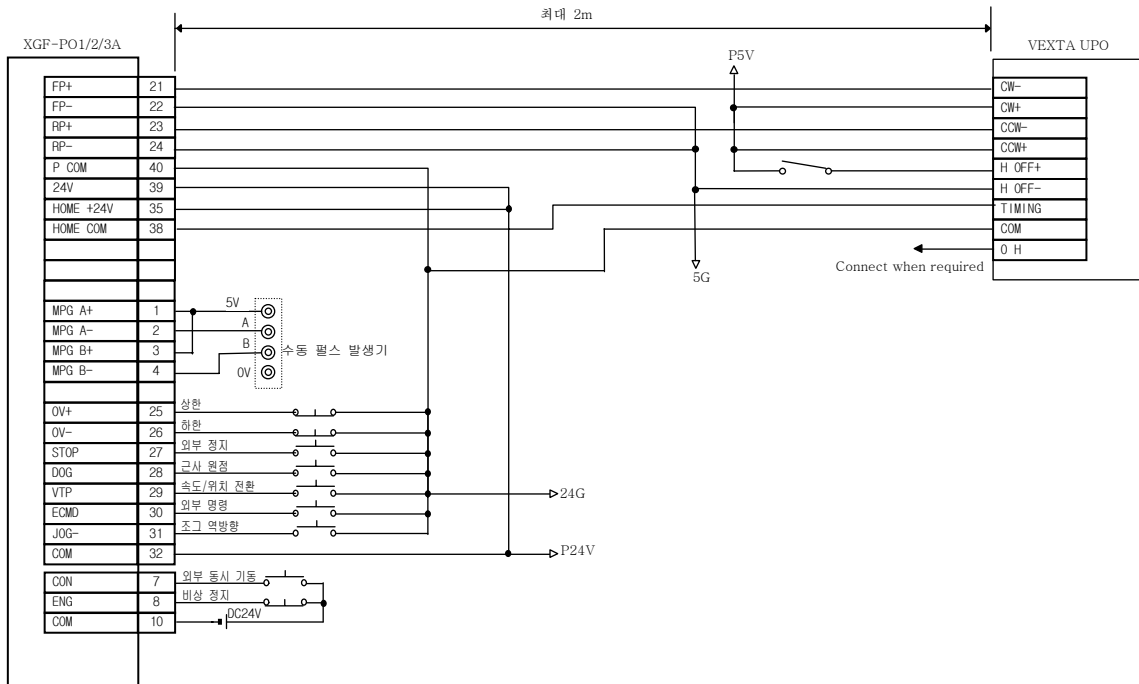 최대 2m
XGF-PO1/2/3A
VEXTA UPO
P5V
FP+ 21
CW-
FP- 22
CW+
RP+ 23
CCW-
RP- 24
CCW+
P COM 40
H OFF+
24V 39
H OFF-
HOME +24V 35
TIMING
HOME COM 38
COM
O H
Connect when required
5G
MPG A+ 1
5V
MPG A- 2
A
MPG B+ 3
B
수동 펄스 발생기
MPG B- 4
0V
OV+ 25 상한
OV- 26 하한
STOP 27 외부 정지
DOG 28 근사 원점
VTP 29 속도/위치 전환
24G
ECMD 30 외부 명령
JOG- 31 조그 역방향
COM 32
P24V
CON 7 외부 동시 기동
ENG 8 비상 정지
COM 10 DC24V